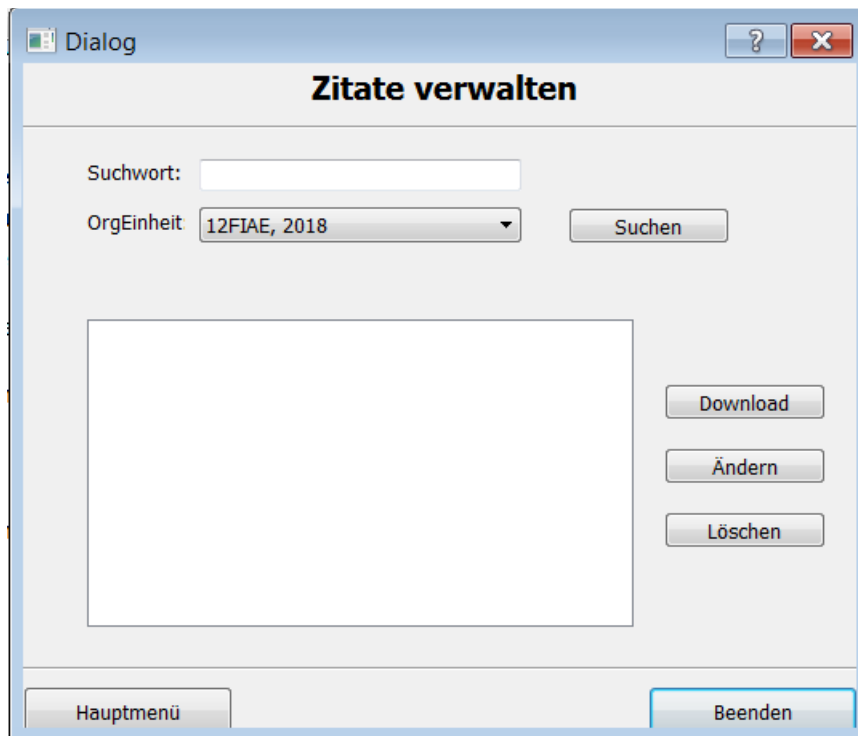 Dialog
Zitate verwalten
Suchwort:
OrgEinheit:
12FIAE, 2018
Suchen
Download
Ändern
Löschen
Hauptmenü
Beenden